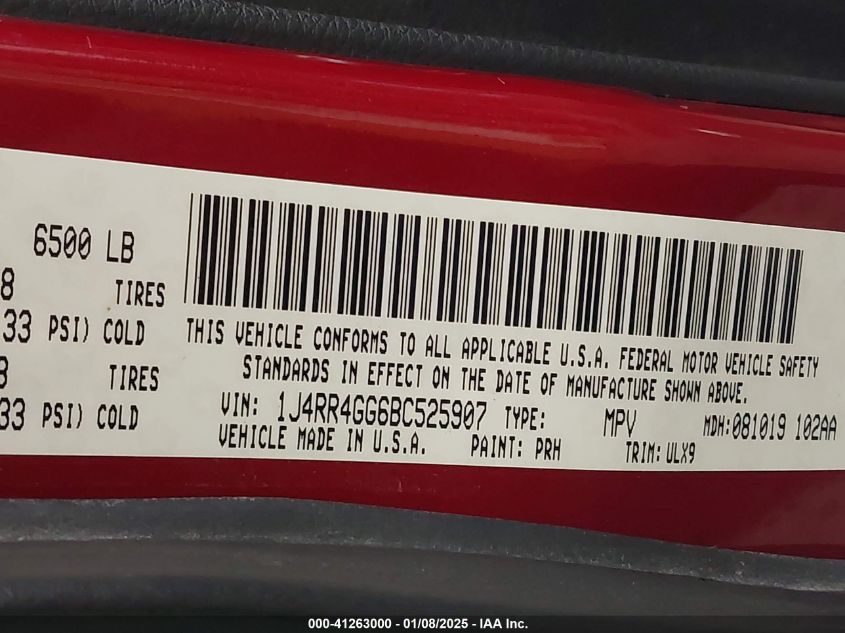 6500 LB
8 TIRES
33 PSI) COLD
8 TIRES
33 PSI) COLD
THIS VEHICLE CONFORMS TO ALL APPLICABLE U.S.A. FEDERAL MOTOR VEHICLE SAFETY
STANDARDS IN EFFECT ON THE DATE OF MANUFACTURE SHOWN ABOVE.
VIN: 1J4RR4GG6BC525907 TYPE: MPV MDH:081019 102AA
VEHICLE MADE IN U.S.A. PAINT: PRH TRIM: ULX9
000-41263000 - 01/08/2025 - IAA Inc.